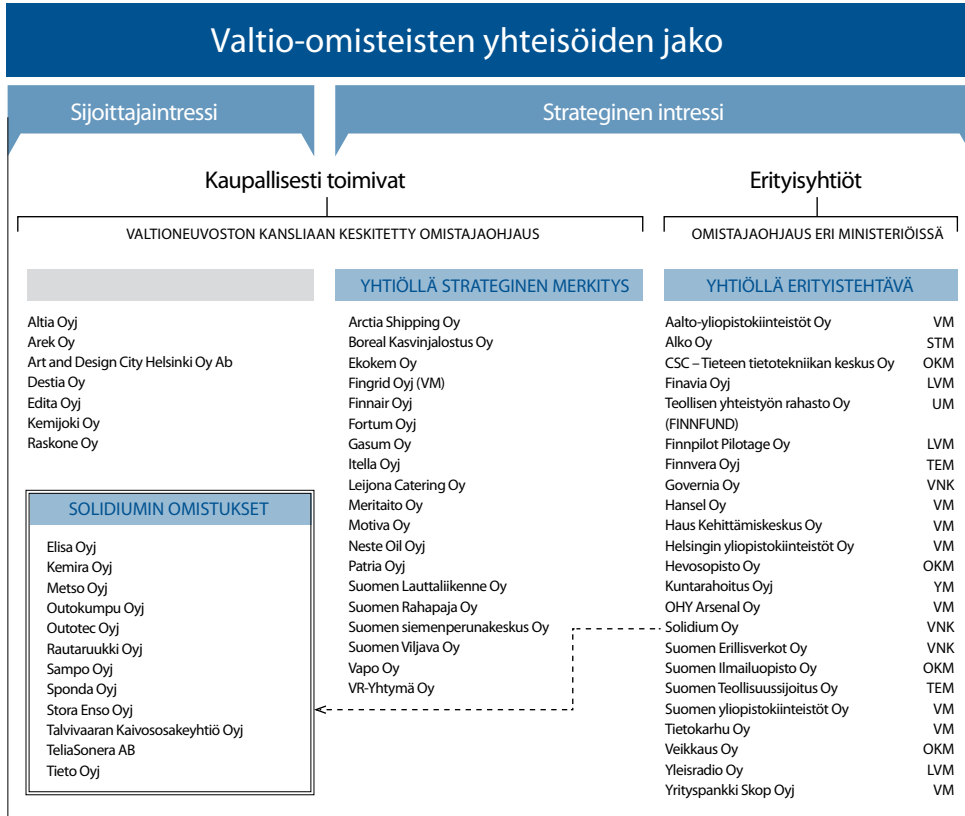 Valtio-omisteisten yhteisöiden jako
Sijoittajaintressi
Strateginen intressi
Kaupallisesti toimivat
Erityisyhtiöt
VALTIONEUVOSTON KANSLIAAN KESKITETTY OMISTAJAOHJAUS
OMISTAJAOHJAUS ERI MINISTERIÖISSÄ
Altia Oyj
Arek Oy
Art and Design City Helsinki Oy Ab
Destia Oy
Edita Oyj
Kemijoki Oy
Raskone Oy
SOLIDIUMIN OMISTUKSET
Elisa Oyj
Kemira Oyj
Metso Oyj
Outokumpu Oyj
Outotec Oyj
Rautaruukki Oyj
Sampo Oyj
Sponda Oyj
Stora Enso Oyj
Talvivaaran Kaivososakeyhtiö Oyj
TeliaSonera AB
Tieto Oyj
YHTIÖLLÄ STRATEGINEN MERKITYS
Arctia Shipping Oy
Boreal Kasvinjalostus Oy
Ekokem Oy
Fingrid Oyj (VM)
Finnair Oyj
Fortum Oyj
Gasum Oy
Itella Oyj
Leijona Catering Oy
Meritaito Oy
Motiva Oy
Neste Oil Oyj
Patria Oyj
Suomen Lauttaliikenne Oy
Suomen Rahapaja Oy
Suomen siemenperunakeskus Oy
Suomen Viljava Oy
Vapo Oy
VR-Yhtymä Oy
YHTIÖLLÄ ERITYISTEHTÄVÄ
Aalto-yliopistokiinteistöt Oy VM
Alko Oy STM
CSC – Tieteen tietotekniikan keskus Oy OKM
Finavia Oyj LVM
Teollisen yhteistyön rahasto Oy UM
(FINNFUND)
Finnpilot Pilotage Oy LVM
Finnvera Oyj TEM
Governia Oy VNK
Hansel Oy VM
Haus Kehittämiskeskus Oy VM
Helsingin yliopistokiinteistöt Oy VM
Hevosopisto Oy OKM
Kuntarahoitus Oyj YM
OHY Arsenal Oy VM
Solidium Oy VNK
Suomen Erillisverkot Oy VNK
Suomen Ilmailuopisto Oy OKM
Suomen Teollisuussijoitus Oy TEM
Suomen yliopistokiinteistöt Oy VM
Tietokarhu Oy VM
Veikkaus Oy OKM
Yleisradio Oy LVM
Yrityspankki Skop Oyj VM